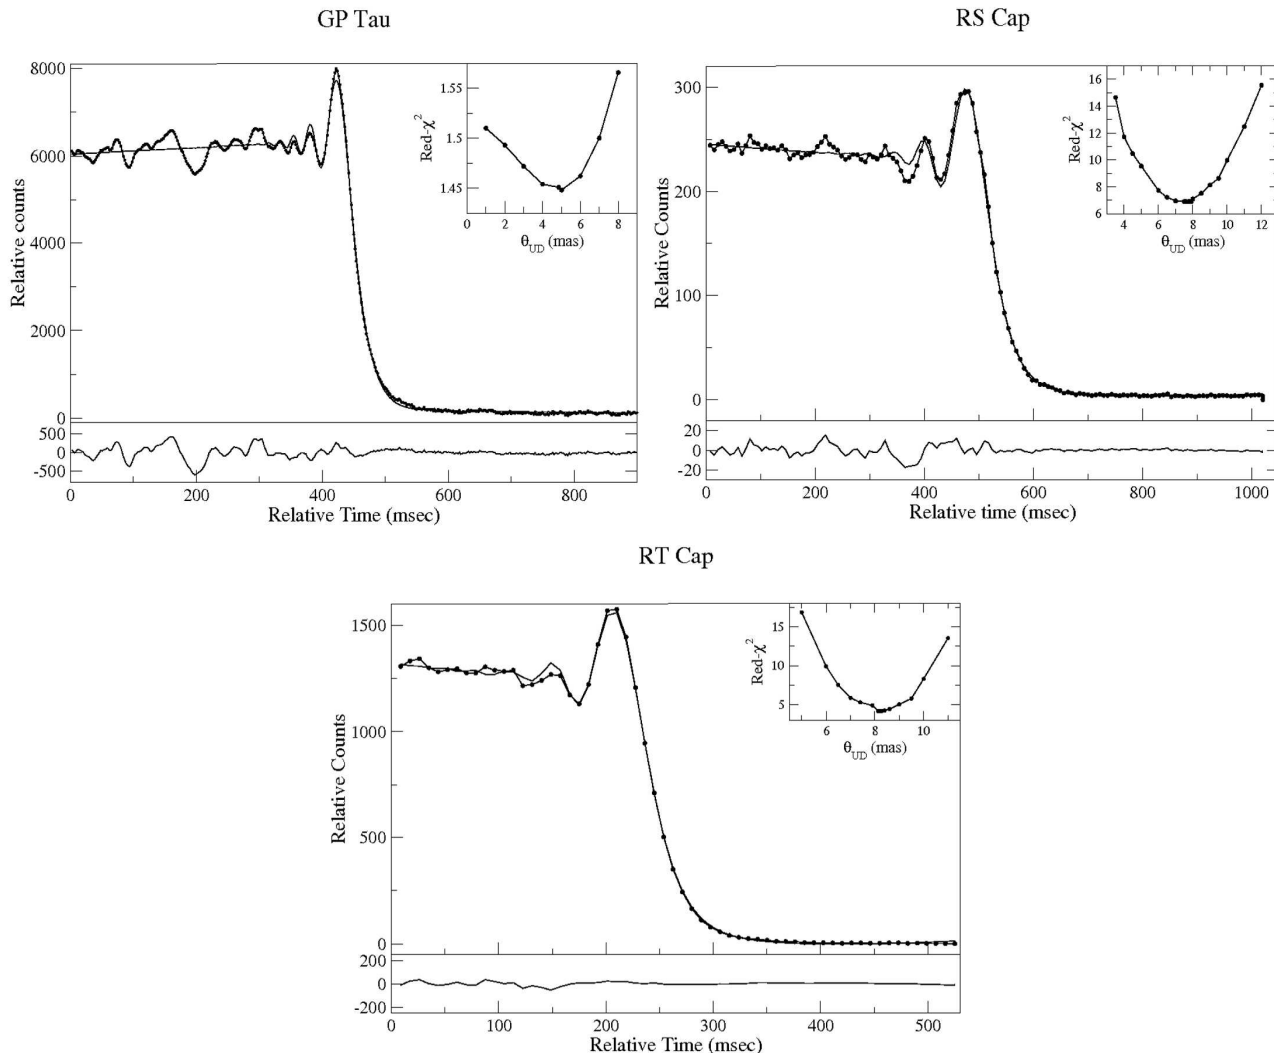 GP Tau
8000
6000
4000
2000
0
Relative counts
1.55
1.5
1.45
Red-χ²
0 2 4 6 8
θ_UD (mas)
500
0
-500
0 200 400 600 800
Relative Time (msec)
RS Cap
300
200
100
0
Relative Counts
16
14
12
10
8
6
Red-χ²
4 6 8 10 12
θ_UD (mas)
20
0
-20
0 200 400 600 800 1000
Relative time (msec)
RT Cap
1500
1000
500
0
Relative Counts
15
10
5
Red-χ²
6 8 10
θ_UD (mas)
200
0
-200
0 100 200 300 400 500
Relative Time (msec)